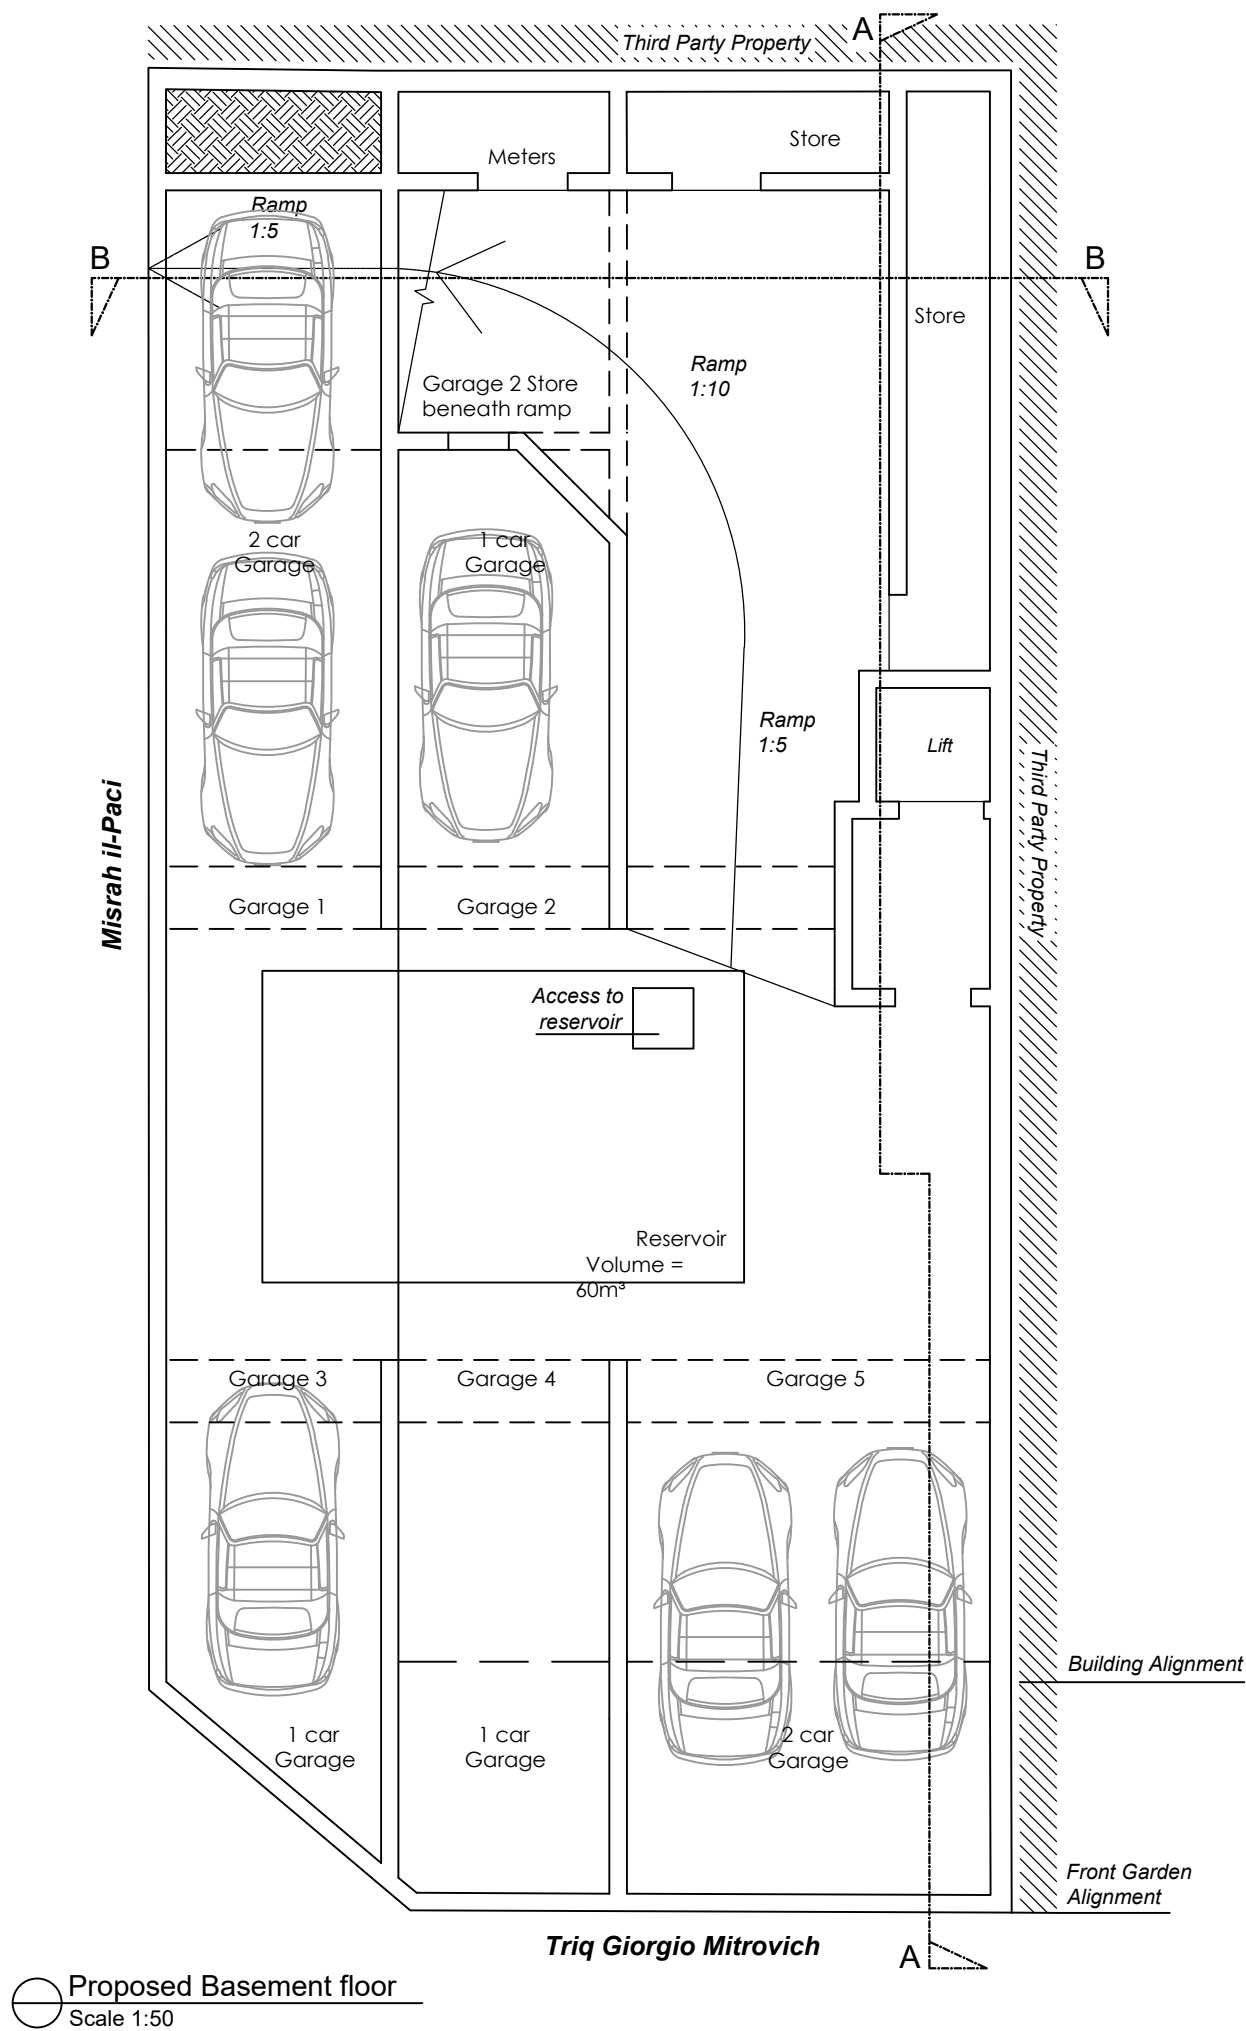 Third Party Property
A
Meters
Store
Ramp
1:5
B
B
Store
Ramp
1:10
Garage 2 Store
beneath ramp
2 car
Garage
1 car
Garage
Ramp
1:5
Lift
Third Party Property
Misrah il-Paci
Garage 1
Garage 2
Access to
reservoir
Reservoir
Volume =
60m³
Garage 3
Garage 4
Garage 5
Building Alignment
1 car
Garage
1 car
Garage
2 car
Garage
Front Garden
Alignment
Triq Giorgio Mitrovich
A
Proposed Basement floor
Scale 1:50